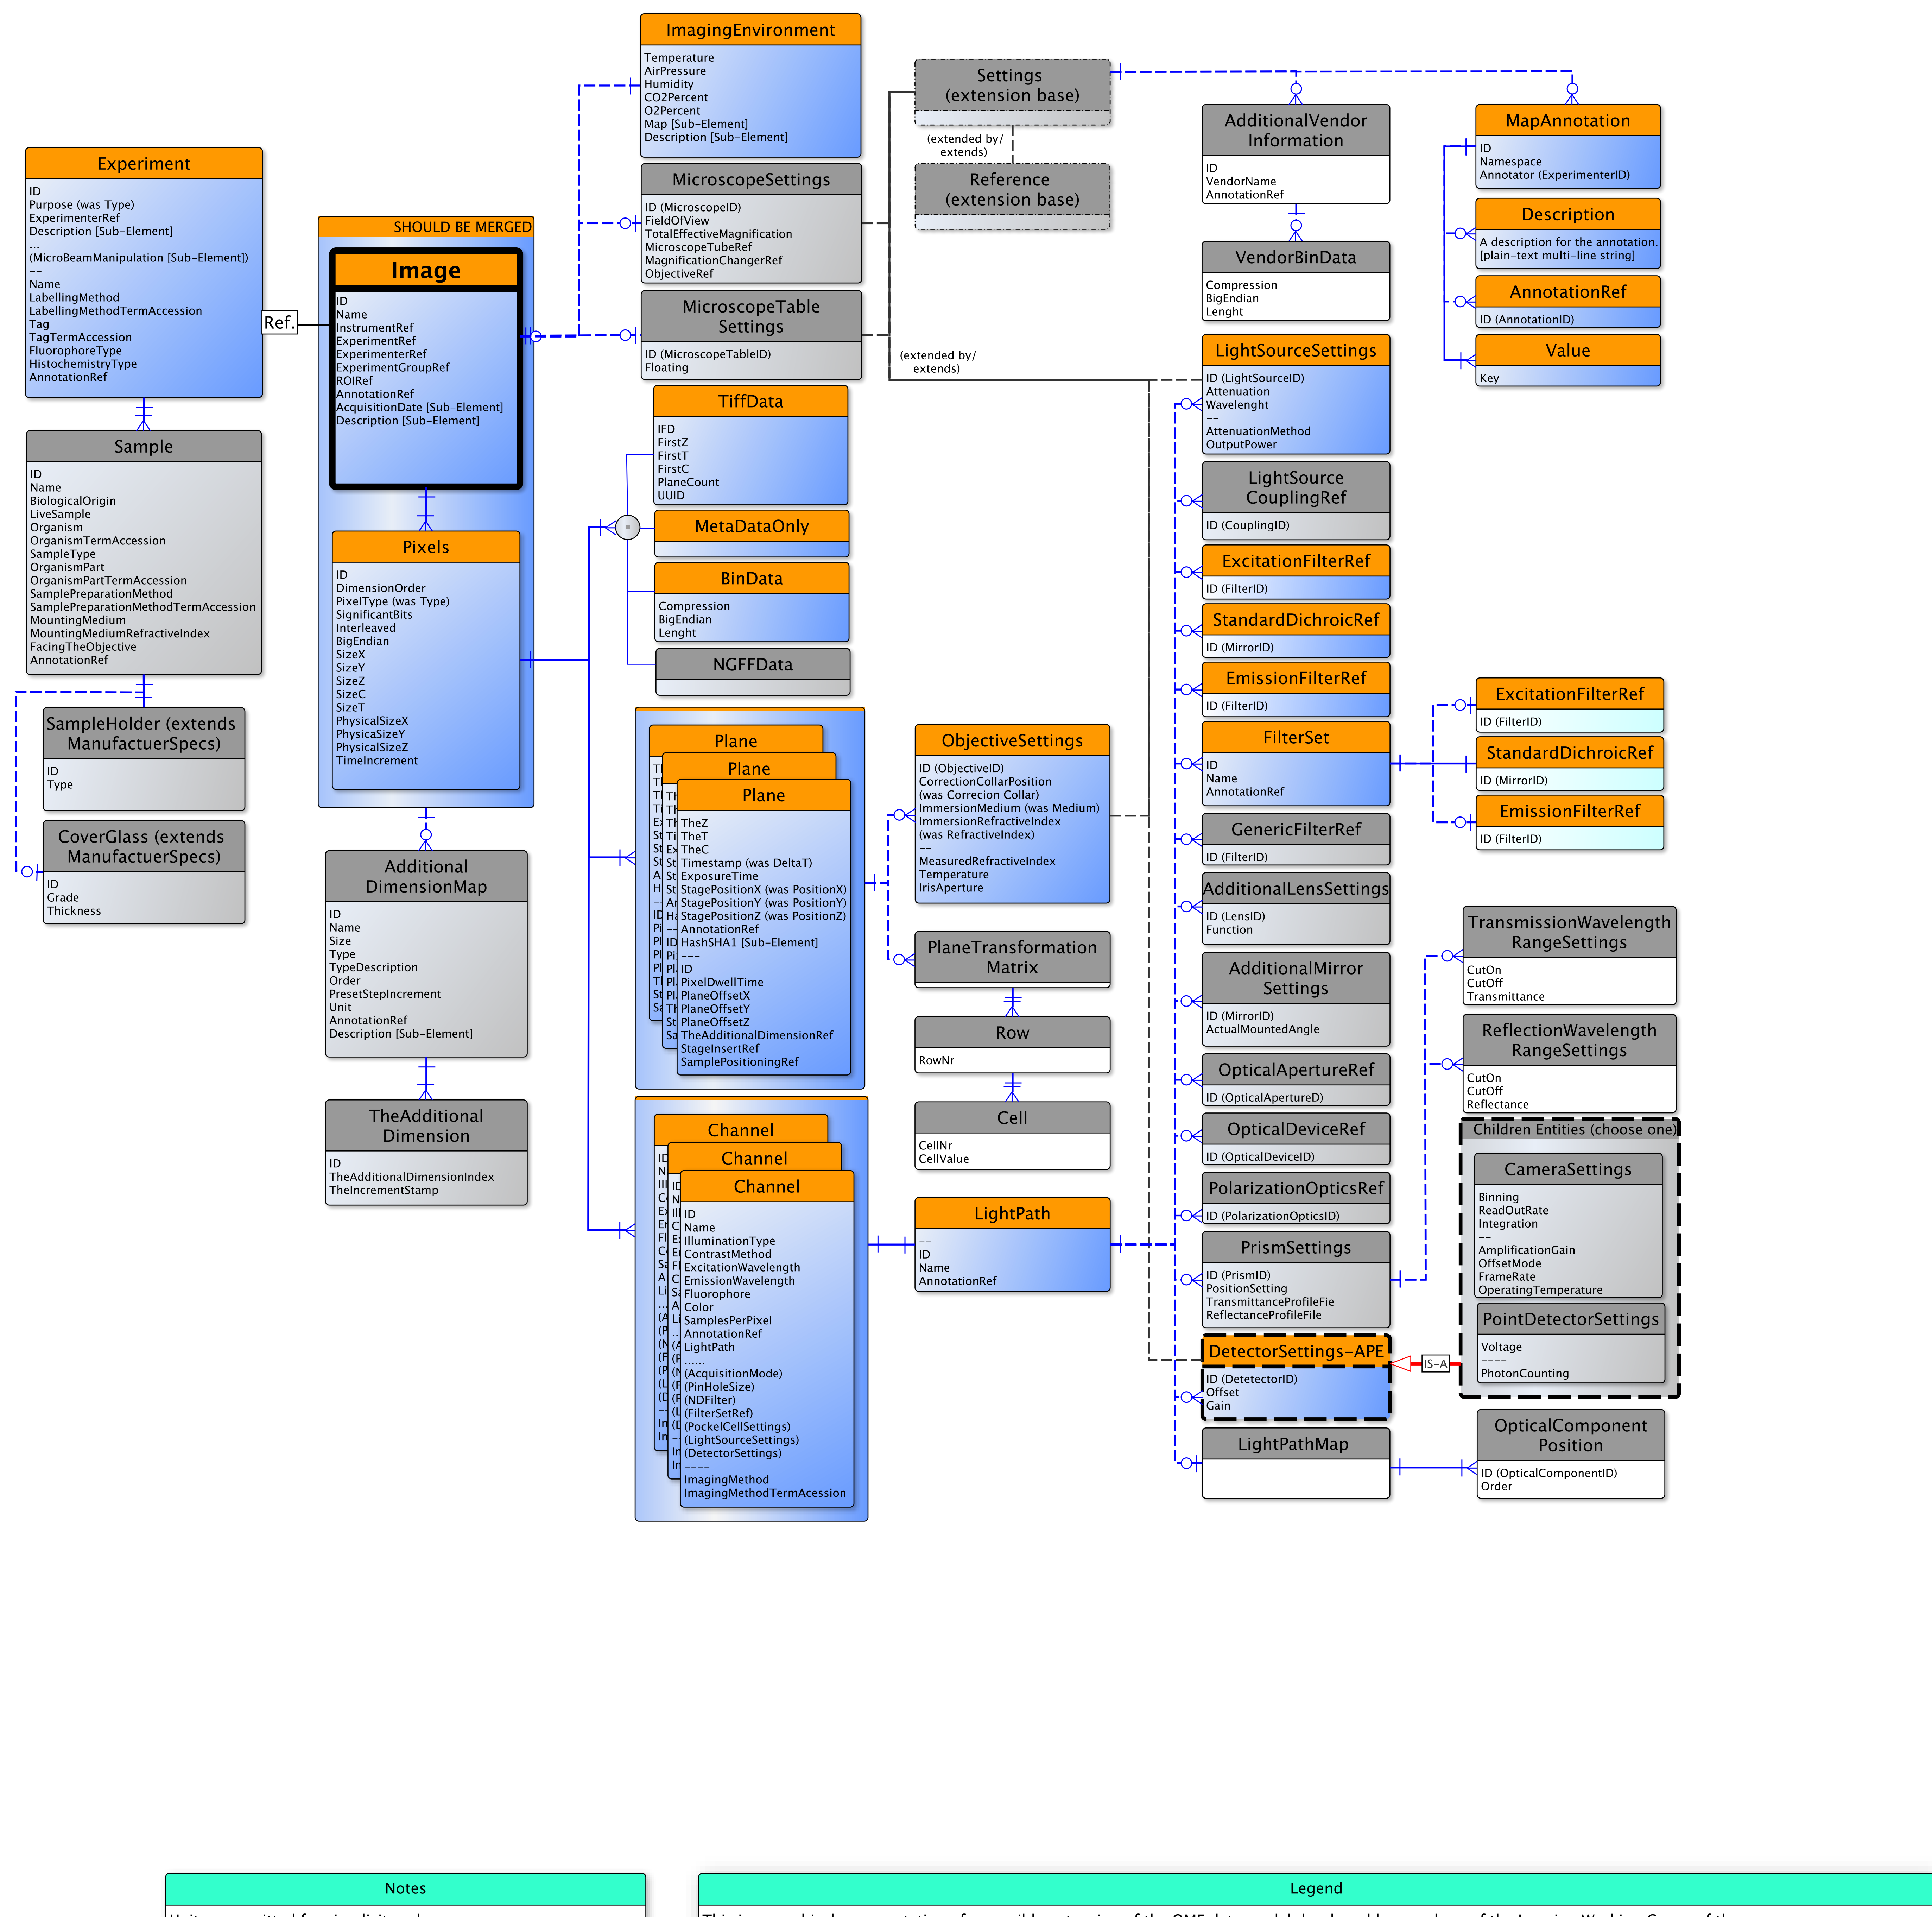 ImagingEnvironment
Temperature
AirPressure
Humidity
CO2Percent
O2Percent
Map [Sub-Element]
Description [Sub-Element]
Settings
(extension base)
(extended by/
extends)
Reference
(extension base)
AdditionalVendor
Information
ID
VendorName
AnnotationRef
MapAnnotation
ID
Namespace
Annotator (ExperimenterID)
Description
A description for the annotation.
[plain-text multi-line string]
AnnotationRef
ID (AnnotationID)
Value
Key
VendorBinData
Compression
BigEndian
Lenght
Experiment
ID
Purpose (was Type)
ExperimenterRef
Description [Sub-Element]
...
(MicroBeamManipulation [Sub-Element])
--
Name
LabellingMethod
LabellingMethodTermAccession
Tag
TagTermAccession
FluorophoreType
HistochemistryType
AnnotationRef
Ref.
SHOULD BE MERGED
Image
ID
Name
InstrumentRef
ExperimentRef
ExperimenterRef
ExperimentGroupRef
ROIRef
AnnotationRef
AcquisitionDate [Sub-Element]
Description [Sub-Element]
MicroscopeSettings
ID (MicroscopeID)
FieldOfView
TotalEffectiveMagnification
MicroscopeTubeRef
MagnificationChangerRef
ObjectiveRef
MicroscopeTable
Settings
ID (MicroscopeTableID)
Floating
(extended by/
extends)
TiffData
IFD
FirstZ
FirstT
FirstC
PlaneCount
UUID
MetaDataOnly
BinData
Compression
BigEndian
Lenght
NGFFData
Sample
ID
Name
BiologicalOrigin
LiveSample
Organism
OrganismTermAccession
SampleType
OrganismPart
OrganismPartTermAccession
SamplePreparationMethod
SamplePreparationMethodTermAccession
MountingMedium
MountingMediumRefractiveIndex
FacingTheObjective
AnnotationRef
SampleHolder (extends
ManufactuerSpecs)
ID
Type
CoverGlass (extends
ManufactuerSpecs)
ID
Grade
Thickness
Pixels
ID
DimensionOrder
PixelType (was Type)
SignificantBits
Interleaved
BigEndian
SizeX
SizeY
SizeZ
SizeC
SizeT
PhysicalSizeX
PhysicaSizeY
PhysicalSizeZ
TimeIncrement
Additional
DimensionMap
ID
Name
Size
Type
TypeDescription
Order
PresetStepIncrement
Unit
AnnotationRef
Description [Sub-Element]
TheAdditional
Dimension
ID
TheAdditionalDimensionIndex
TheIncrementStamp
Plane
Plane
Plane
TheZ
TheT
TheC
Timestamp (was DeltaT)
ExposureTime
StagePositionX (was PositionX)
StagePositionY (was PositionY)
StagePositionZ (was PositionZ)
AnnotationRef
HashSHA1 [Sub-Element]
---
ID
PixelDwellTime
PlaneOffsetX
PlaneOffsetY
PlaneOffsetZ
TheAdditionalDimensionRef
StageInsertRef
SamplePositioningRef
Channel
Channel
Channel
ID
Name
IlluminationType
ContrastMethod
ExcitationWavelength
EmissionWavelength
Fluorophore
Color
SamplesPerPixel
AnnotationRef
LightPath
......
(AcquisitionMode)
(PinHoleSize)
(NDFilter)
(FilterSetRef)
(PockelCellSettings)
(LightSourceSettings)
(DetectorSettings)
----
ImagingMethod
ImagingMethodTermAcession
ObjectiveSettings
ID (ObjectiveID)
CorrectionCollarPosition
(was Correcion Collar)
ImmersionMedium (was Medium)
ImmersionRefractiveIndex
(was RefractiveIndex)
--
MeasuredRefractiveIndex
Temperature
IrisAperture
PlaneTransformation
Matrix
Row
RowNr
Cell
CellNr
CellValue
LightPath
--
ID
Name
AnnotationRef
LightSourceSettings
ID (LightSourceID)
Attenuation
Wavelenght
--
AttenuationMethod
OutputPower
LightSource
CouplingRef
ID (CouplingID)
ExcitationFilterRef
ID (FilterID)
StandardDichroicRef
ID (MirrorID)
EmissionFilterRef
ID (FilterID)
FilterSet
ID
Name
AnnotationRef
ExcitationFilterRef
ID (FilterID)
StandardDichroicRef
ID (MirrorID)
EmissionFilterRef
ID (FilterID)
GenericFilterRef
ID (FilterID)
AdditionalLensSettings
ID (LensID)
Function
AdditionalMirror
Settings
ID (MirrorID)
ActualMountedAngle
OpticalApertureRef
ID (OpticalApertureD)
OpticalDeviceRef
ID (OpticalDeviceID)
PolarizationOpticsRef
ID (PolarizationOpticsID)
PrismSettings
ID (PrismID)
PositionSetting
TransmittanceProfileFie
ReflectanceProfileFile
TransmissionWavelength
RangeSettings
CutOn
CutOff
Transmittance
ReflectionWavelength
RangeSettings
CutOn
CutOff
Reflectance
Children Entities (choose one)
CameraSettings
Binning
ReadOutRate
Integration
--
AmplificationGain
OffsetMode
FrameRate
OperatingTemperature
PointDetectorSettings
Voltage
----
PhotonCounting
DetectorSettings-APE
ID (DetetectorID)
Offset
Gain
IS-A
LightPathMap
OpticalComponent
Position
ID (OpticalComponentID)
Order
Notes
Legend